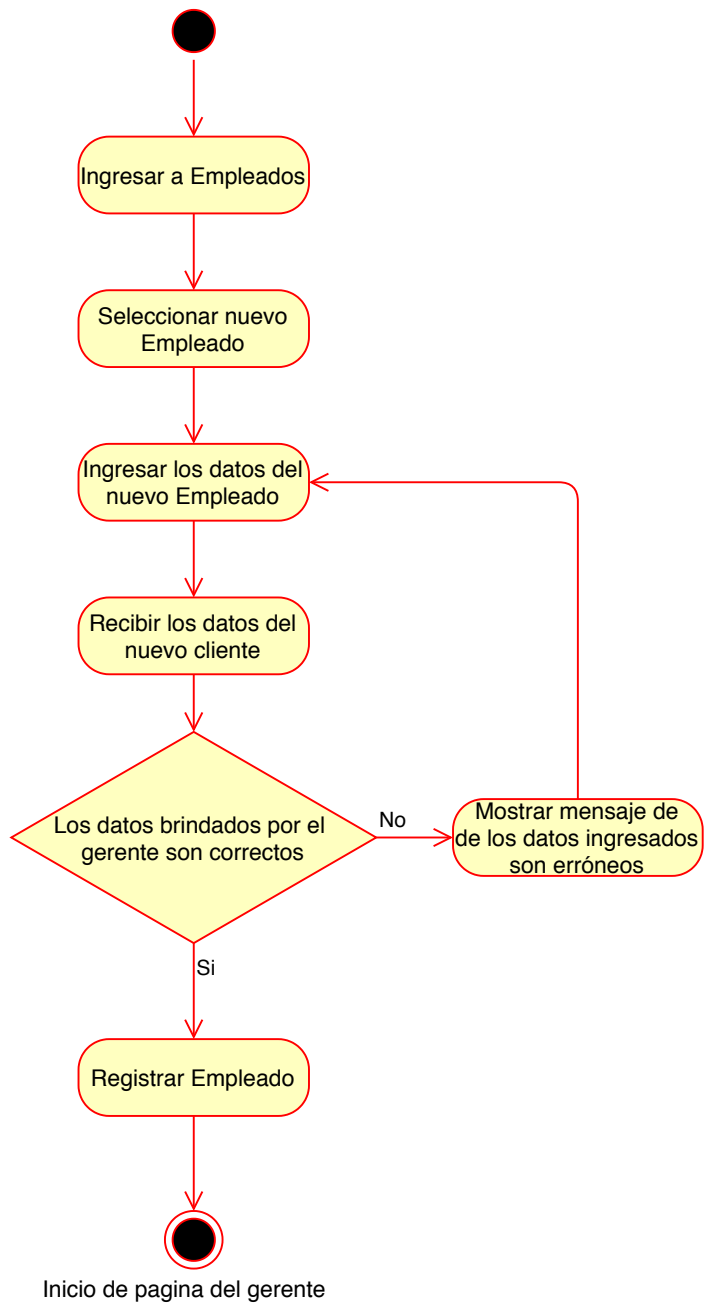 Ingresar a Empleados
Seleccionar nuevo
Empleado
Ingresar los datos del
nuevo Empleado
Recibir los datos del
nuevo cliente
Los datos brindados por el
gerente son correctos
No
Mostrar mensaje de
de los datos ingresados
son erróneos
Si
Registrar Empleado
Inicio de pagina del gerente